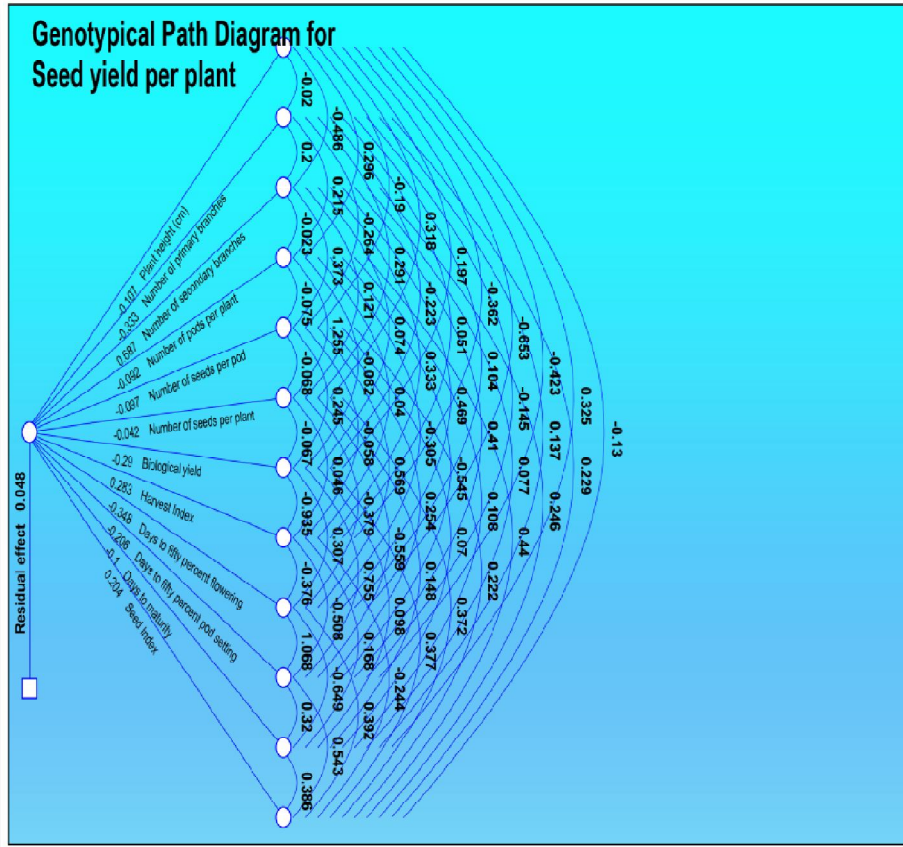 Genotypical Path Diagram for
Seed yield per plant
-0.107 Plant height (cm)
-0.333 Number of primary branches
0.687 Number of secondary branches
-0.092 Number of pods per plant
-0.097 Number of seeds per pod
-0.042 Number of seeds per plant
-0.29 Biological yield
0.283 Harvest Index
-0.348 Days to fifty percent flowering
-0.206 Days to fifty percent pod setting
-0.1 Days to maturity
0.204 Seed Index
Residual effect 0.048
-0.02 0.2 -0.023 -0.075 -0.068 -0.067 -0.935 -0.376 1.068 0.32 0.386
-0.486 0.215 0.373 1.255 0.245 0.046 0.307 -0.508 -0.649 0.543
0.296 -0.264 0.121 -0.082 -0.058 -0.379 0.755 0.168 0.392
-0.19 0.291 0.074 0.04 0.569 -0.559 0.098 -0.244
0.318 -0.223 0.333 -0.305 0.254 0.148 0.377
0.197 0.051 0.469 -0.545 0.07 0.372
-0.362 0.104 0.41 0.108 0.222
-0.653 -0.145 0.077 0.44
-0.423 0.137 0.246
0.325 0.229
-0.13